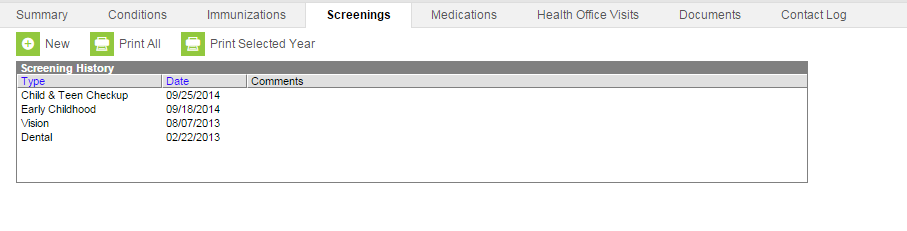 Summary Conditions Immunizations Screenings Medications Health Office Visits Documents Contact Log
New Print All Print Selected Year
Screening History
Type Date Comments
Child & Teen Checkup 09/25/2014
Early Childhood 09/18/2014
Vision 08/07/2013
Dental 02/22/2013